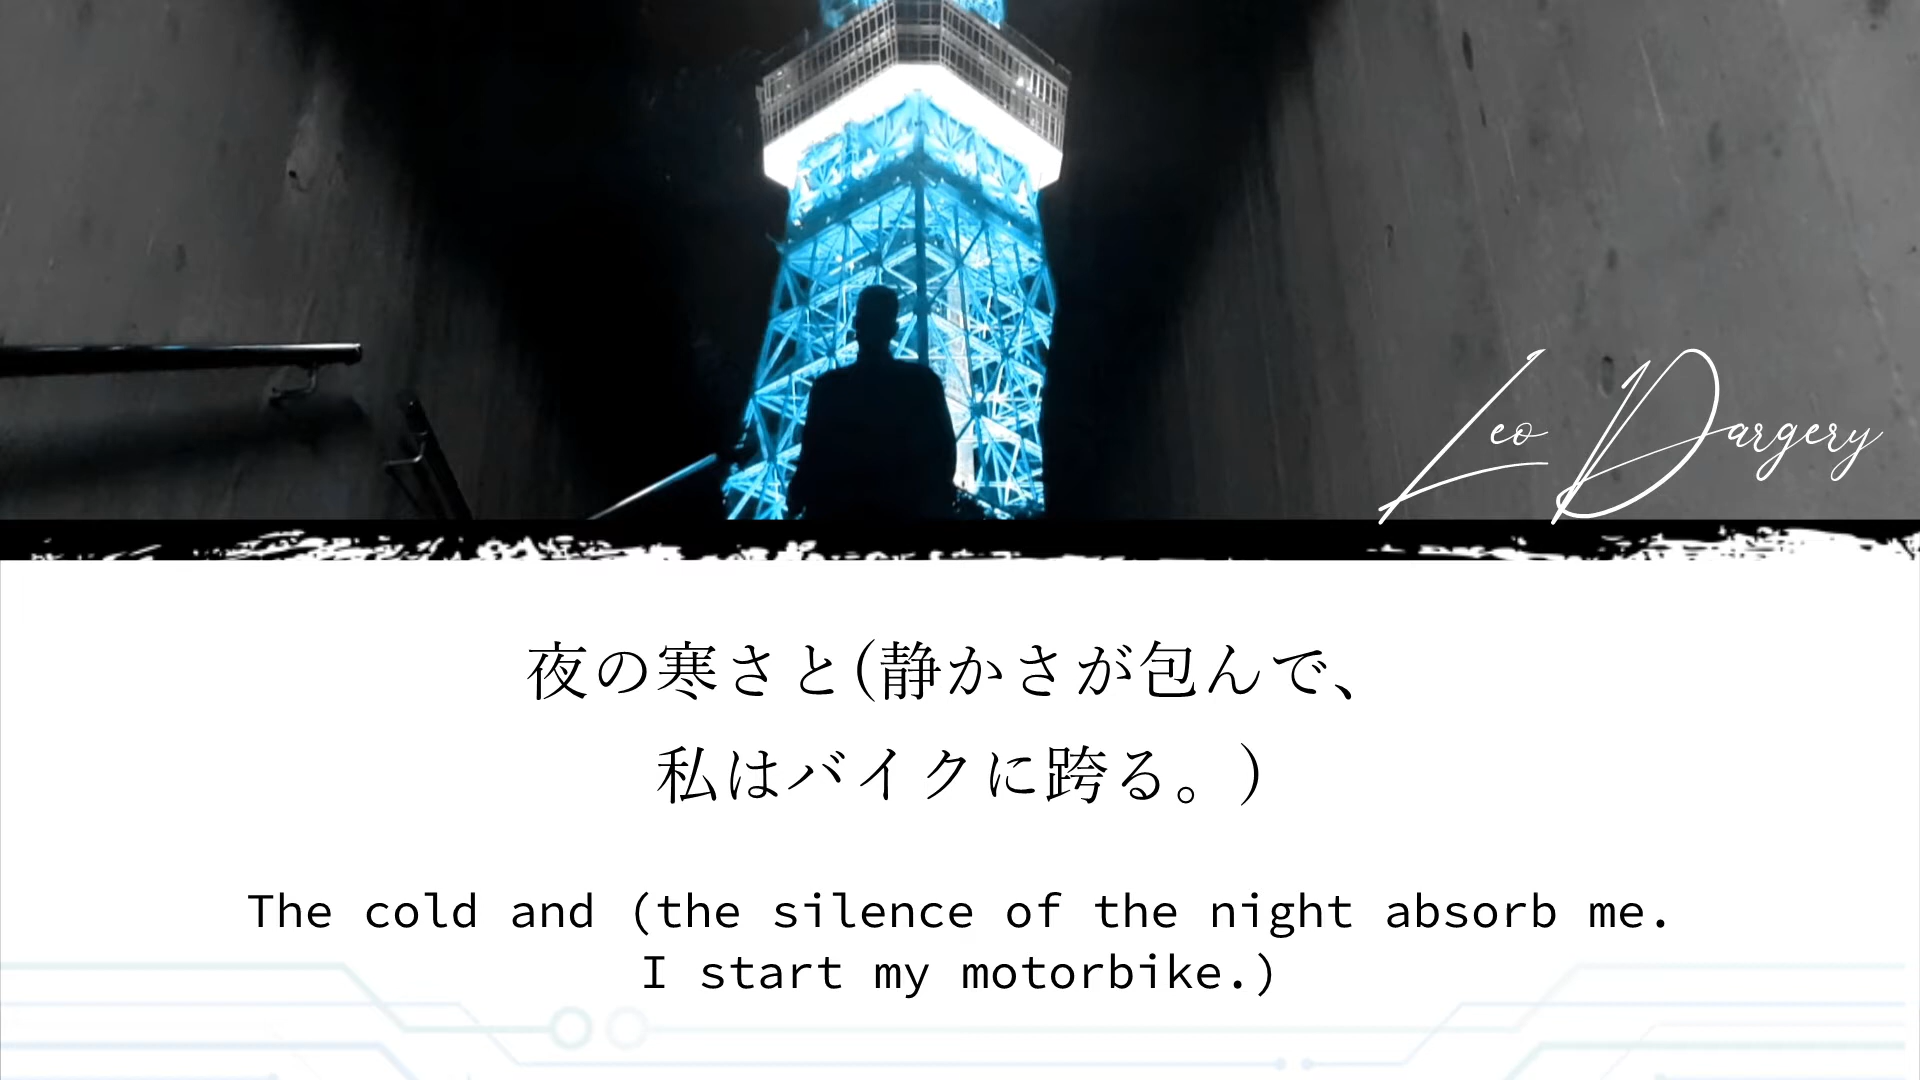 Leo Dargery
夜の寒さと(静かさが包んで、
私はバイクに跨る。)
The cold and (the silence of the night absorb me.
I start my motorbike.)